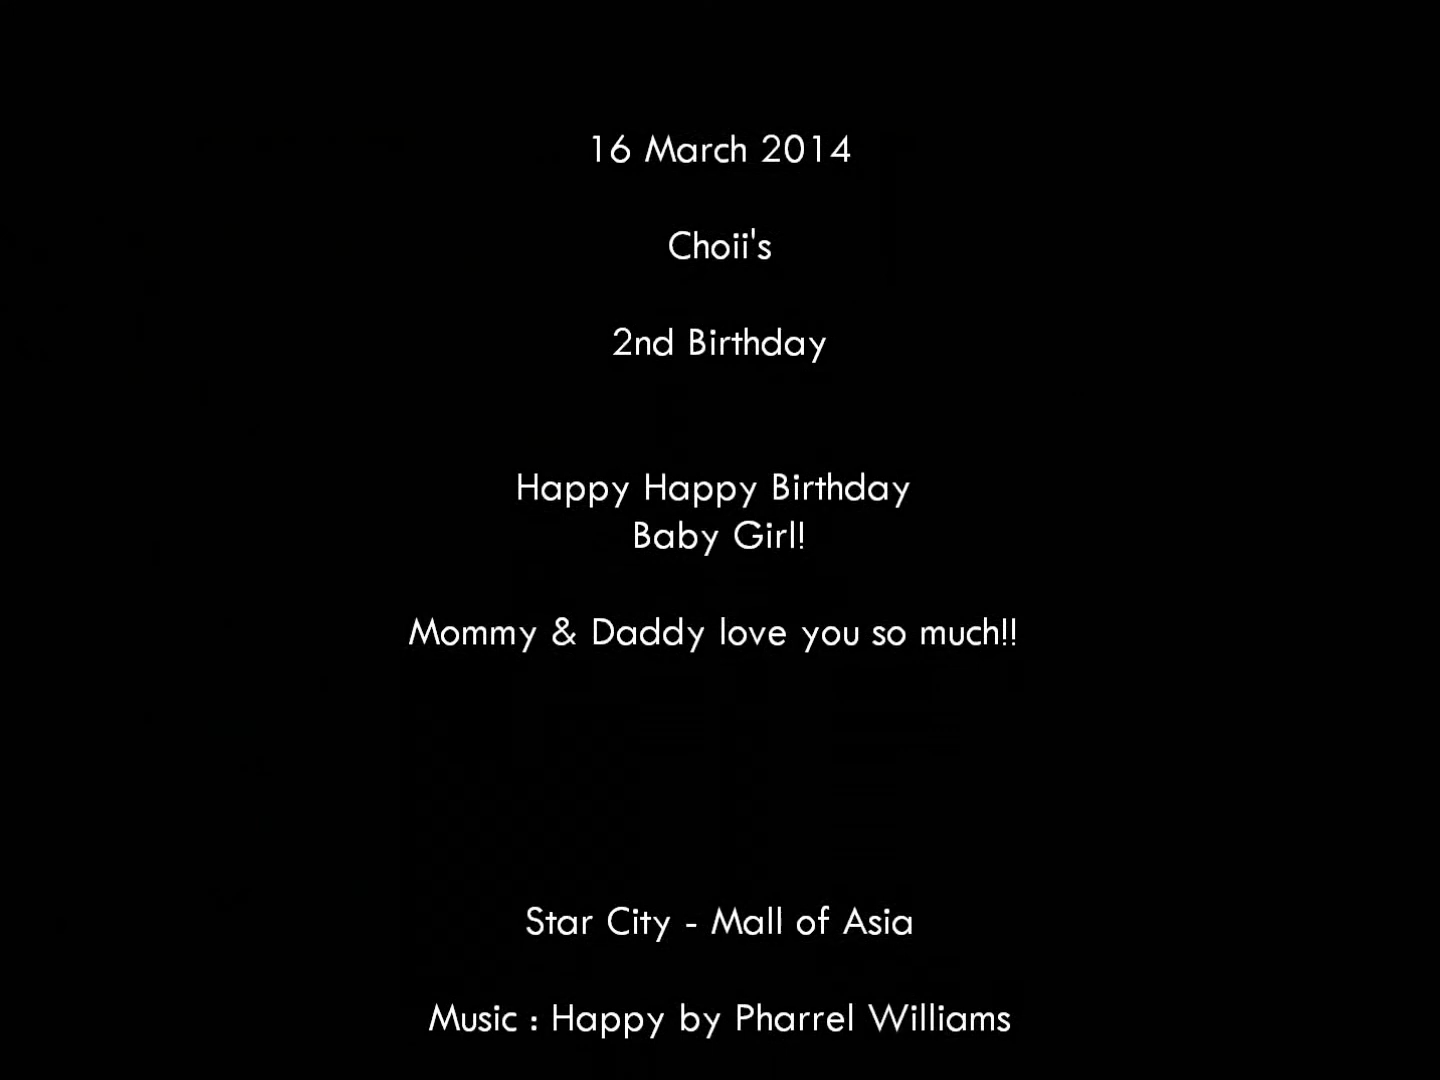 16 March 2014
Choii's
2nd Birthday
Happy Happy Birthday
Baby Girl!
Mommy & Daddy love you so much!!
Star City - Mall of Asia
Music : Happy by Pharrel Williams